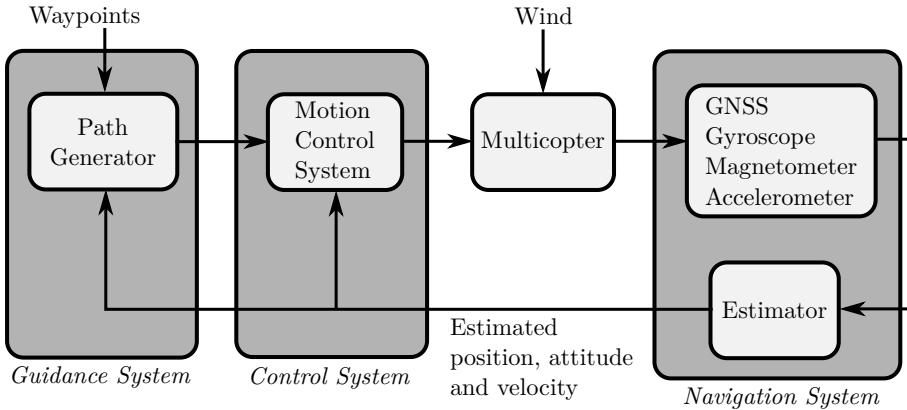 Waypoints
Wind
Path
Generator
Motion
Control
System
Multicopter
GNSS
Gyroscope
Magnetometer
Accelerometer
Estimator
Estimated
position, attitude
and velocity
Guidance System
Control System
Navigation System